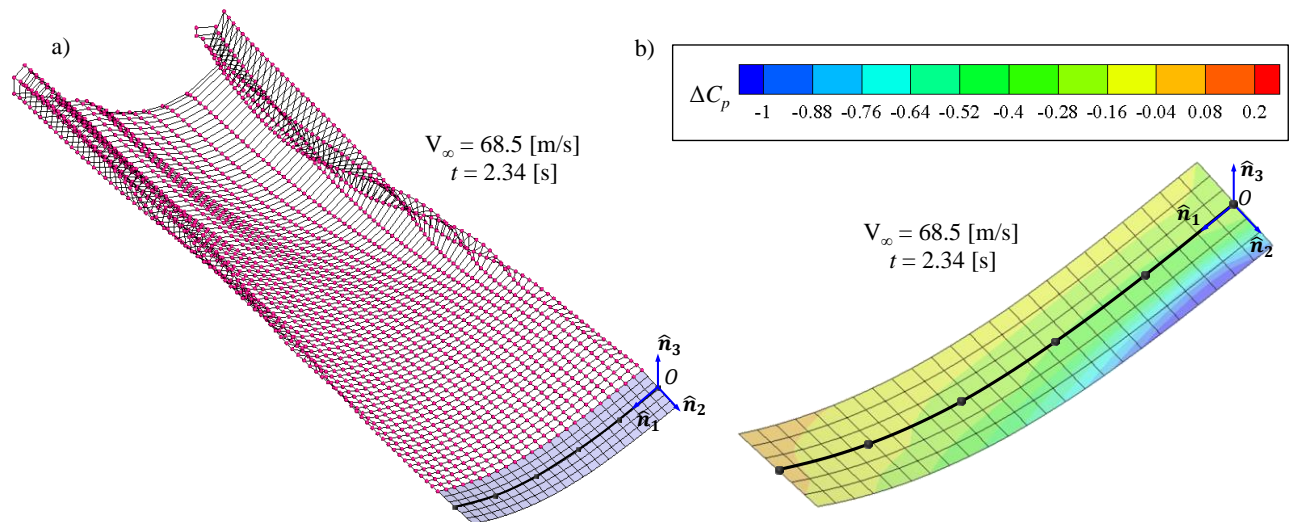 a)
V∞ = 68.5 [m/s]
t = 2.34 [s]
n̂₃
O
n̂₂
n̂₁
b)
ΔCₚ
-1 -0.88 -0.76 -0.64 -0.52 -0.4 -0.28 -0.16 -0.04 0.08 0.2
V∞ = 68.5 [m/s]
t = 2.34 [s]
n̂₃
O
n̂₁
n̂₂